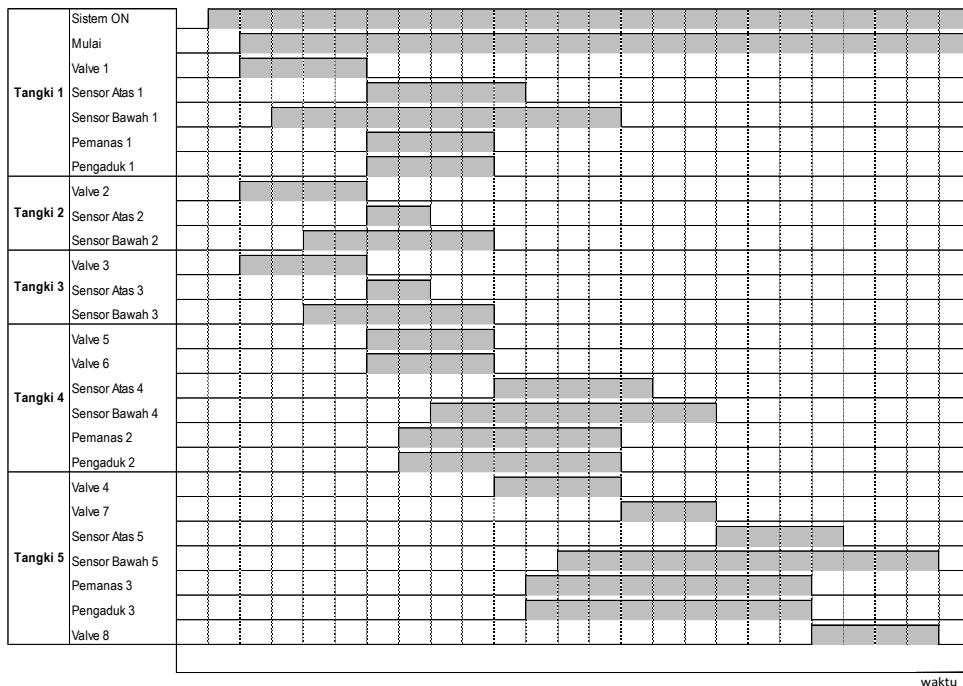 Sistem ON
Mulai
Valve 1
Tangki 1 Sensor Atas 1
Sensor Bawah 1
Pemanas 1
Pengaduk 1
Valve 2
Tangki 2 Sensor Atas 2
Sensor Bawah 2
Valve 3
Tangki 3 Sensor Atas 3
Sensor Bawah 3
Valve 5
Valve 6
Tangki 4 Sensor Atas 4
Sensor Bawah 4
Pemanas 2
Pengaduk 2
Valve 4
Valve 7
Sensor Atas 5
Tangki 5 Sensor Bawah 5
Pemanas 3
Pengaduk 3
Valve 8
waktu